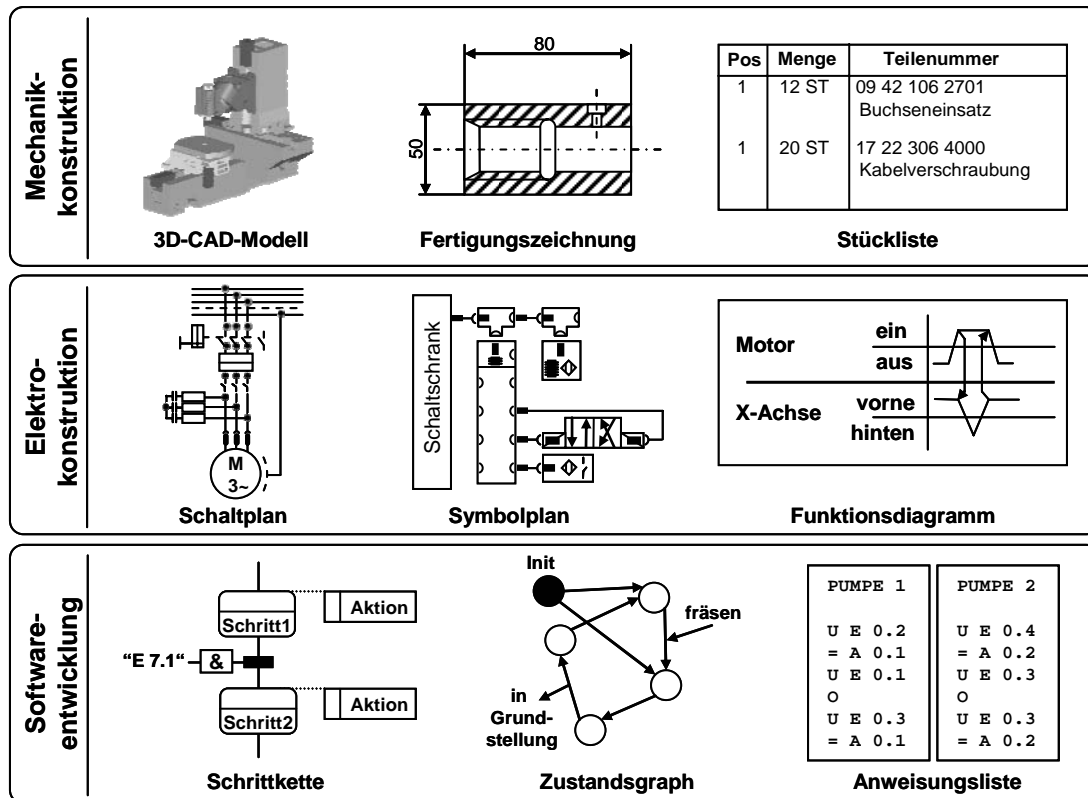 Mechanik-
konstruktion
80
50
3D-CAD-Modell
Fertigungszeichnung
Pos Menge Teilenummer
1 12 ST 09 42 106 2701
Buchseneinsatz
1 20 ST 17 22 306 4000
Kabelverschraubung
Stückliste
Elektro-
konstruktion
M
3~
Schaltplan
Schaltschrank
Symbolplan
Motor
ein
aus
X-Achse
vorne
hinten
Funktionsdiagramm
Software-
entwicklung
Schritt1
Aktion
"E 7.1"
&
Schritt2
Aktion
Schrittkette
Init
fräsen
in
Grund-
stellung
Zustandsgraph
PUMPE 1
U E 0.2
= A 0.1
U E 0.1
O
U E 0.3
= A 0.1
PUMPE 2
U E 0.4
= A 0.2
U E 0.3
O
U E 0.3
= A 0.2
Anweisungsliste